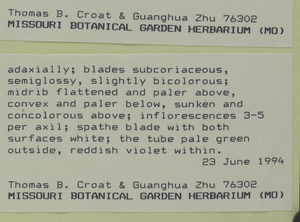 Thomas B. Croat & Guanghua Zhu 76302
MISSOURI BOTANICAL GARDEN HERBARIUM (MO)
adaxially; blades subcoriaceous,
semiglossy, slightly bicolorous;
midrib flattened and paler above,
convex and paler below, sunken and
concolorous above; inflorescences 3-5
per axil; spathe blade with both
surfaces white; the tube pale green
outside, reddish violet within.
23 June 1994
Thomas B. Croat & Guanghua Zhu 76302
MISSOURI BOTANICAL GARDEN HERBARIUM (MO)